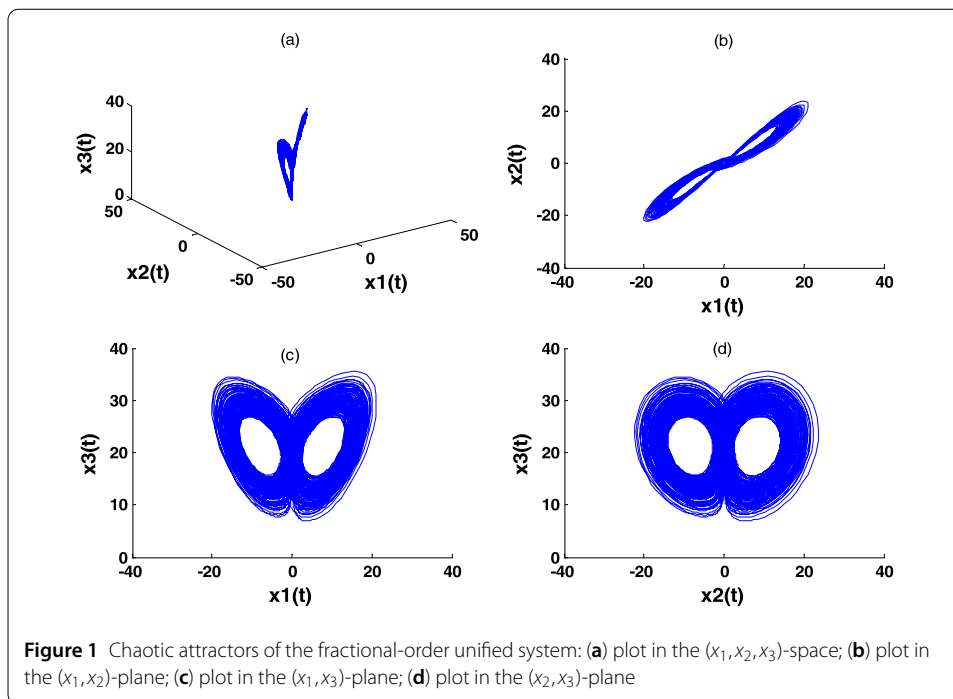 (a)
40
20
0
50
0
-50
-50
0
50
x3(t)
x2(t)
x1(t)
(b)
40
20
0
-20
-40
-40
-20
0
20
40
x2(t)
x1(t)
(c)
40
30
20
10
0
-40
-20
0
20
40
x3(t)
x1(t)
(d)
40
30
20
10
0
-40
-20
0
20
40
x3(t)
x2(t)
Figure 1 Chaotic attractors of the fractional-order unified system: (a) plot in the (x₁, x₂, x₃)-space; (b) plot in
the (x₁, x₂)-plane; (c) plot in the (x₁, x₃)-plane; (d) plot in the (x₂, x₃)-plane